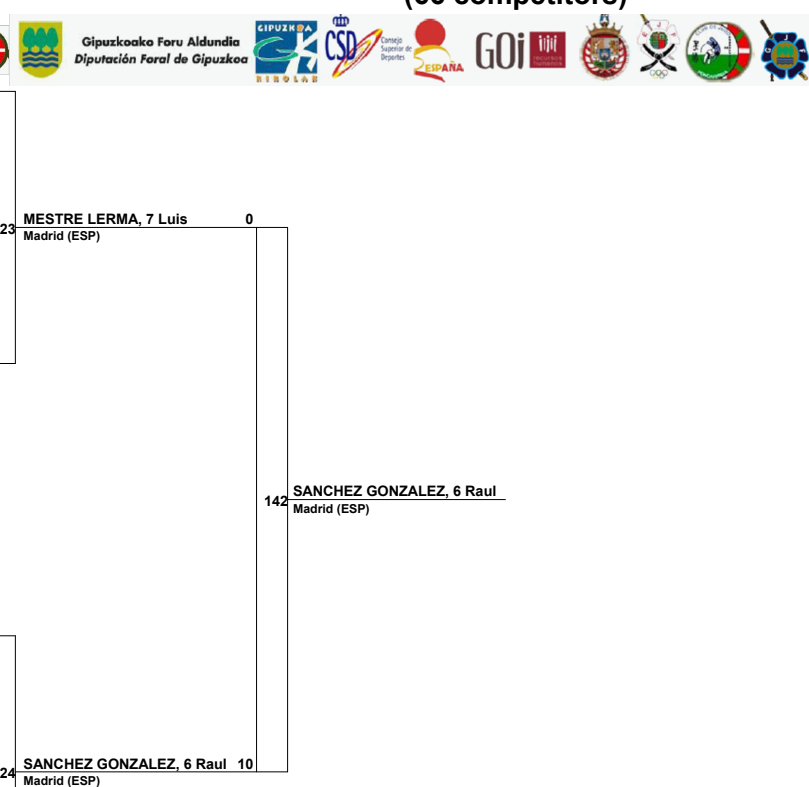 Gipuzkoako Foru Aldundia
Diputación Foral de Gipuzkoa
GIPUZKOA
KIROLAK
CSD
Consejo
Superior de
Deportes
ESPAÑA
GOi
MESTRE LERMA, 7 Luis 0
23
Madrid (ESP)
SANCHEZ GONZALEZ, 6 Raul
142
Madrid (ESP)
SANCHEZ GONZALEZ, 6 Raul 10
24
Madrid (ESP)